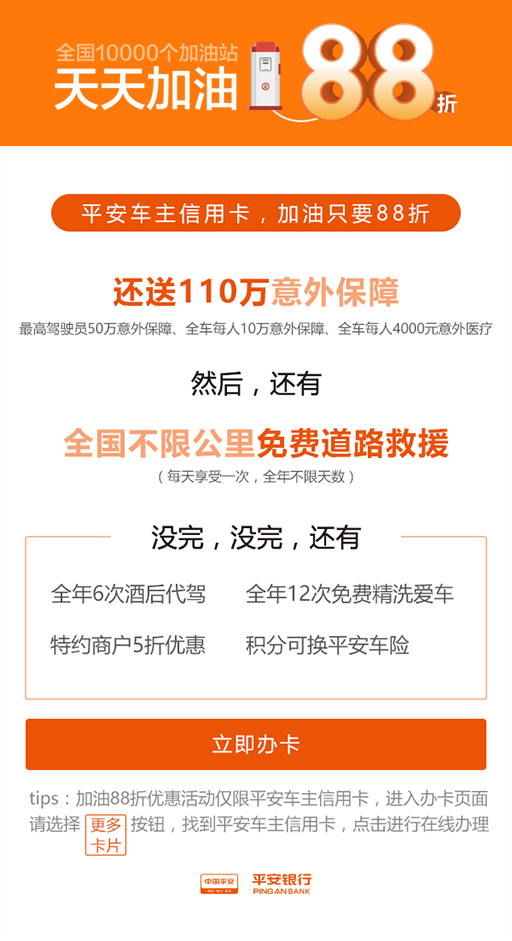 全国10000个加油站
天天加油
88折
平安车主信用卡，加油只要88折
还送110万意外保障
最高驾驶员50万意外保障、全车每人10万意外保障、全车每人4000元意外医疗
然后，还有
全国不限公里免费道路救援
（每天享受一次，全年不限天数）
没完，没完，还有
全年6次酒后代驾 全年12次免费精洗爱车
特约商户5折优惠 积分可换平安车险
立即办卡
tips：加油88折优惠活动仅限平安车主信用卡，进入办卡页面
请选择 更多卡片 按钮，找到平安车主信用卡，点击进行在线办理
中国平安 平安银行
PING AN BANK